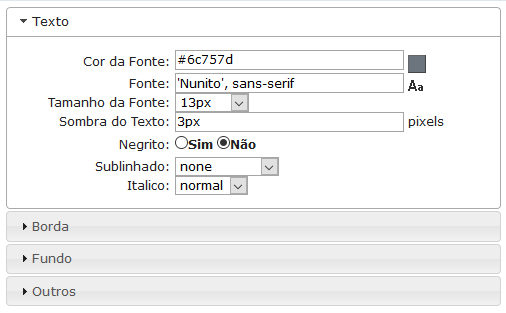 Texto
Cor da Fonte: #6c757d
Fonte: 'Nunito', sans-serif Aa
Tamanho da Fonte: 13px
Sombra do Texto: 3px pixels
Negrito: Sim Não
Sublinhado: none
Italico: normal
Borda
Fundo
Outros